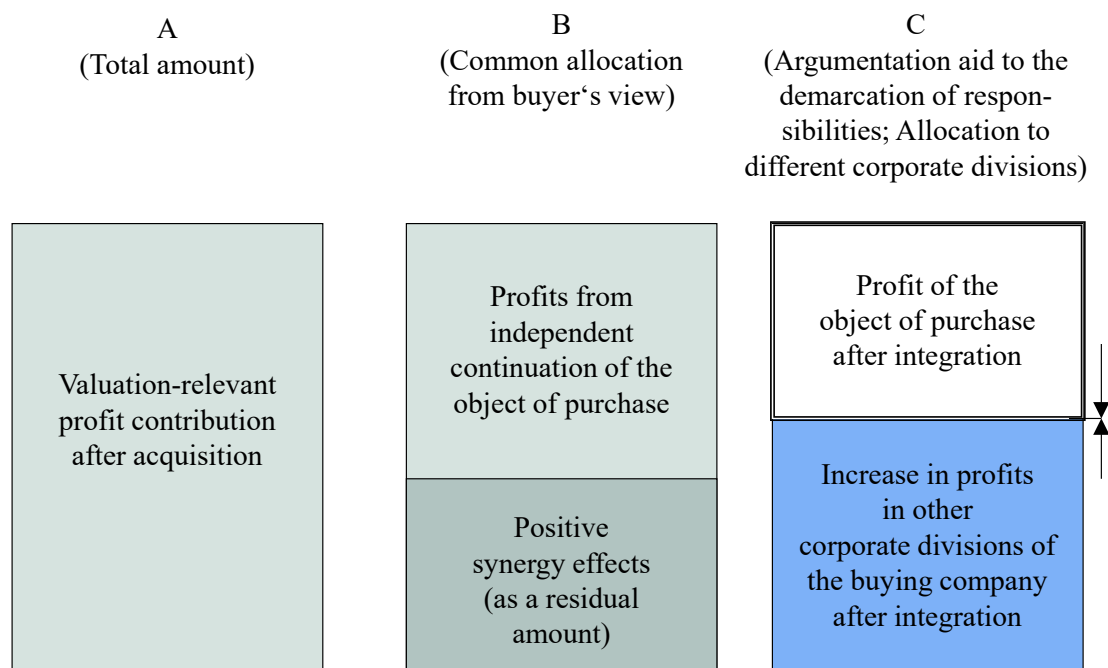 A
(Total amount)
B
(Common allocation
from buyer‘s view)
C
(Argumentation aid to the
demarcation of respon-
sibilities; Allocation to
different corporate divisions)
Valuation-relevant
profit contribution
after acquisition
Profits from
independent
continuation of the
object of purchase
Positive
synergy effects
(as a residual
amount)
Profit of the
object of purchase
after integration
Increase in profits
in other
corporate divisions of
the buying company
after integration